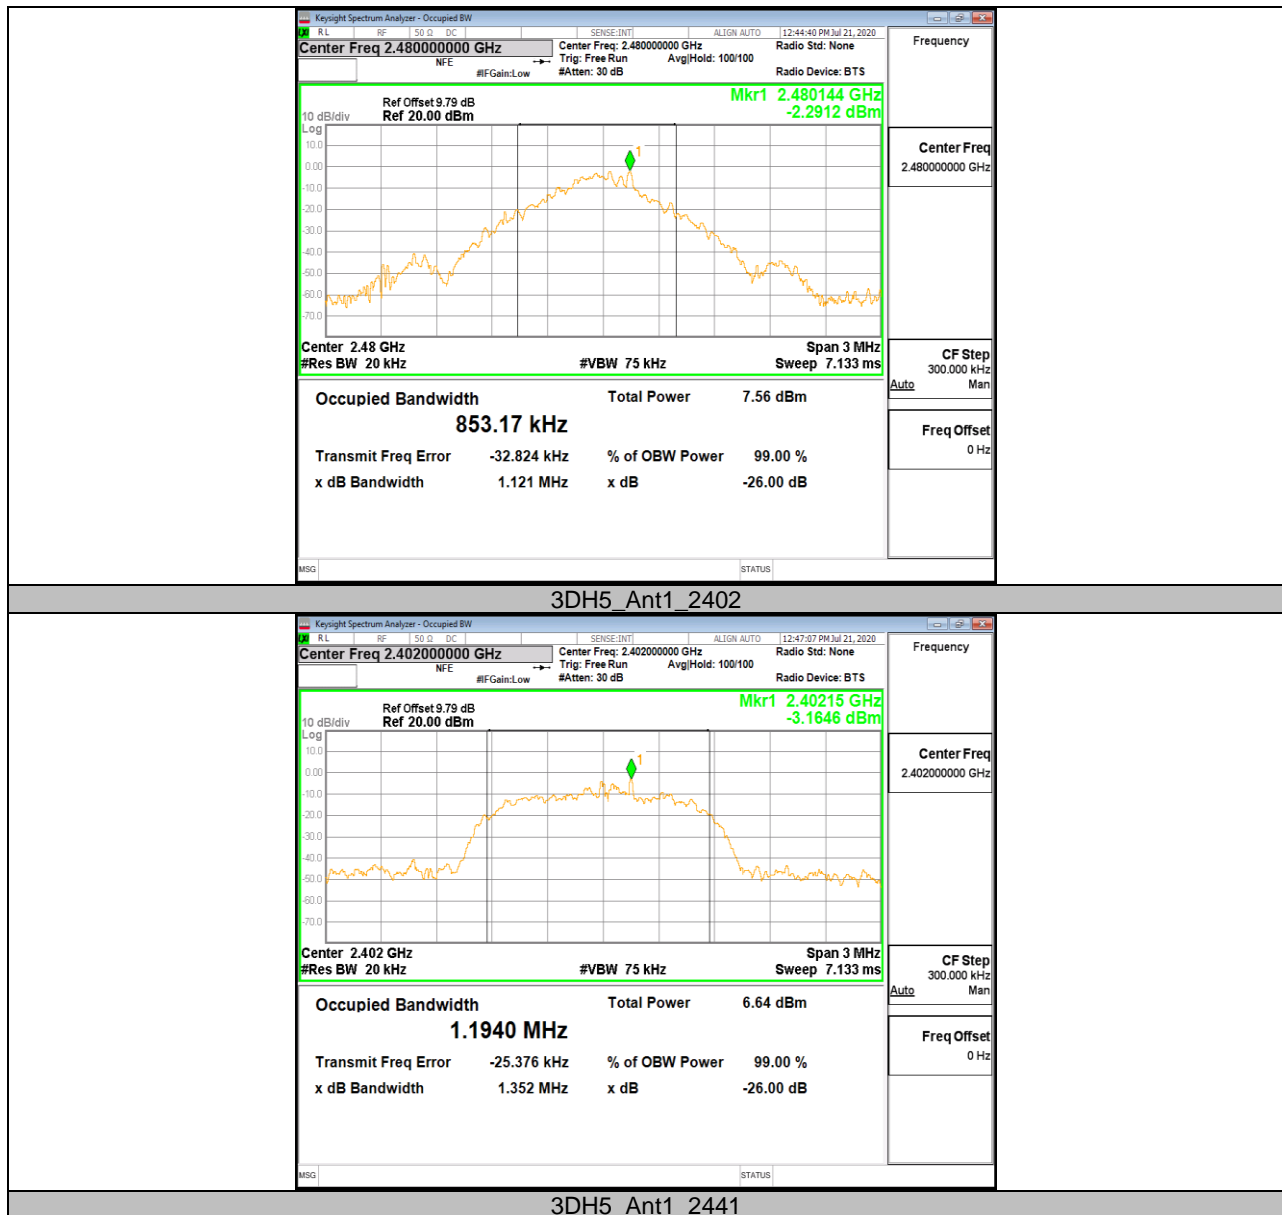 Keysight Spectrum Analyzer - Occupied BW
RL RF 50 Ω DC SENSE:INT ALIGN AUTO 12:44:40 PM Jul 21, 2020
Center Freq 2.480000000 GHz
NFE
#IFGain:Low
Center Freq: 2.480000000 GHz
Trig: Free Run Avg|Hold: 100/100
#Atten: 30 dB
Radio Std: None
Radio Device: BTS
Frequency
Mkr1 2.480144 GHz
-2.2912 dBm
Ref Offset 9.79 dB
10 dB/div Ref 20.00 dBm
Log
10.0
0.00
-10.0
-20.0
-30.0
-40.0
-50.0
-60.0
-70.0
1
Center 2.48 GHz Span 3 MHz
#Res BW 20 kHz #VBW 75 kHz Sweep 7.133 ms
Occupied Bandwidth Total Power 7.56 dBm
853.17 kHz
Transmit Freq Error -32.824 kHz % of OBW Power 99.00 %
x dB Bandwidth 1.121 MHz x dB -26.00 dB
Center Freq
2.480000000 GHz
CF Step
300.000 kHz
Auto Man
Freq Offset
0 Hz
MSG STATUS
3DH5_Ant1_2402
Keysight Spectrum Analyzer - Occupied BW
RL RF 50 Ω DC SENSE:INT ALIGN AUTO 12:47:07 PM Jul 21, 2020
Center Freq 2.402000000 GHz
NFE
#IFGain:Low
Center Freq: 2.402000000 GHz
Trig: Free Run Avg|Hold: 100/100
#Atten: 30 dB
Radio Std: None
Radio Device: BTS
Frequency
Mkr1 2.40215 GHz
-3.1646 dBm
Ref Offset 9.79 dB
10 dB/div Ref 20.00 dBm
Log
10.0
0.00
-10.0
-20.0
-30.0
-40.0
-50.0
-60.0
-70.0
1
Center 2.402 GHz Span 3 MHz
#Res BW 20 kHz #VBW 75 kHz Sweep 7.133 ms
Occupied Bandwidth Total Power 6.64 dBm
1.1940 MHz
Transmit Freq Error -25.376 kHz % of OBW Power 99.00 %
x dB Bandwidth 1.352 MHz x dB -26.00 dB
Center Freq
2.402000000 GHz
CF Step
300.000 kHz
Auto Man
Freq Offset
0 Hz
MSG STATUS
3DH5_Ant1_2441